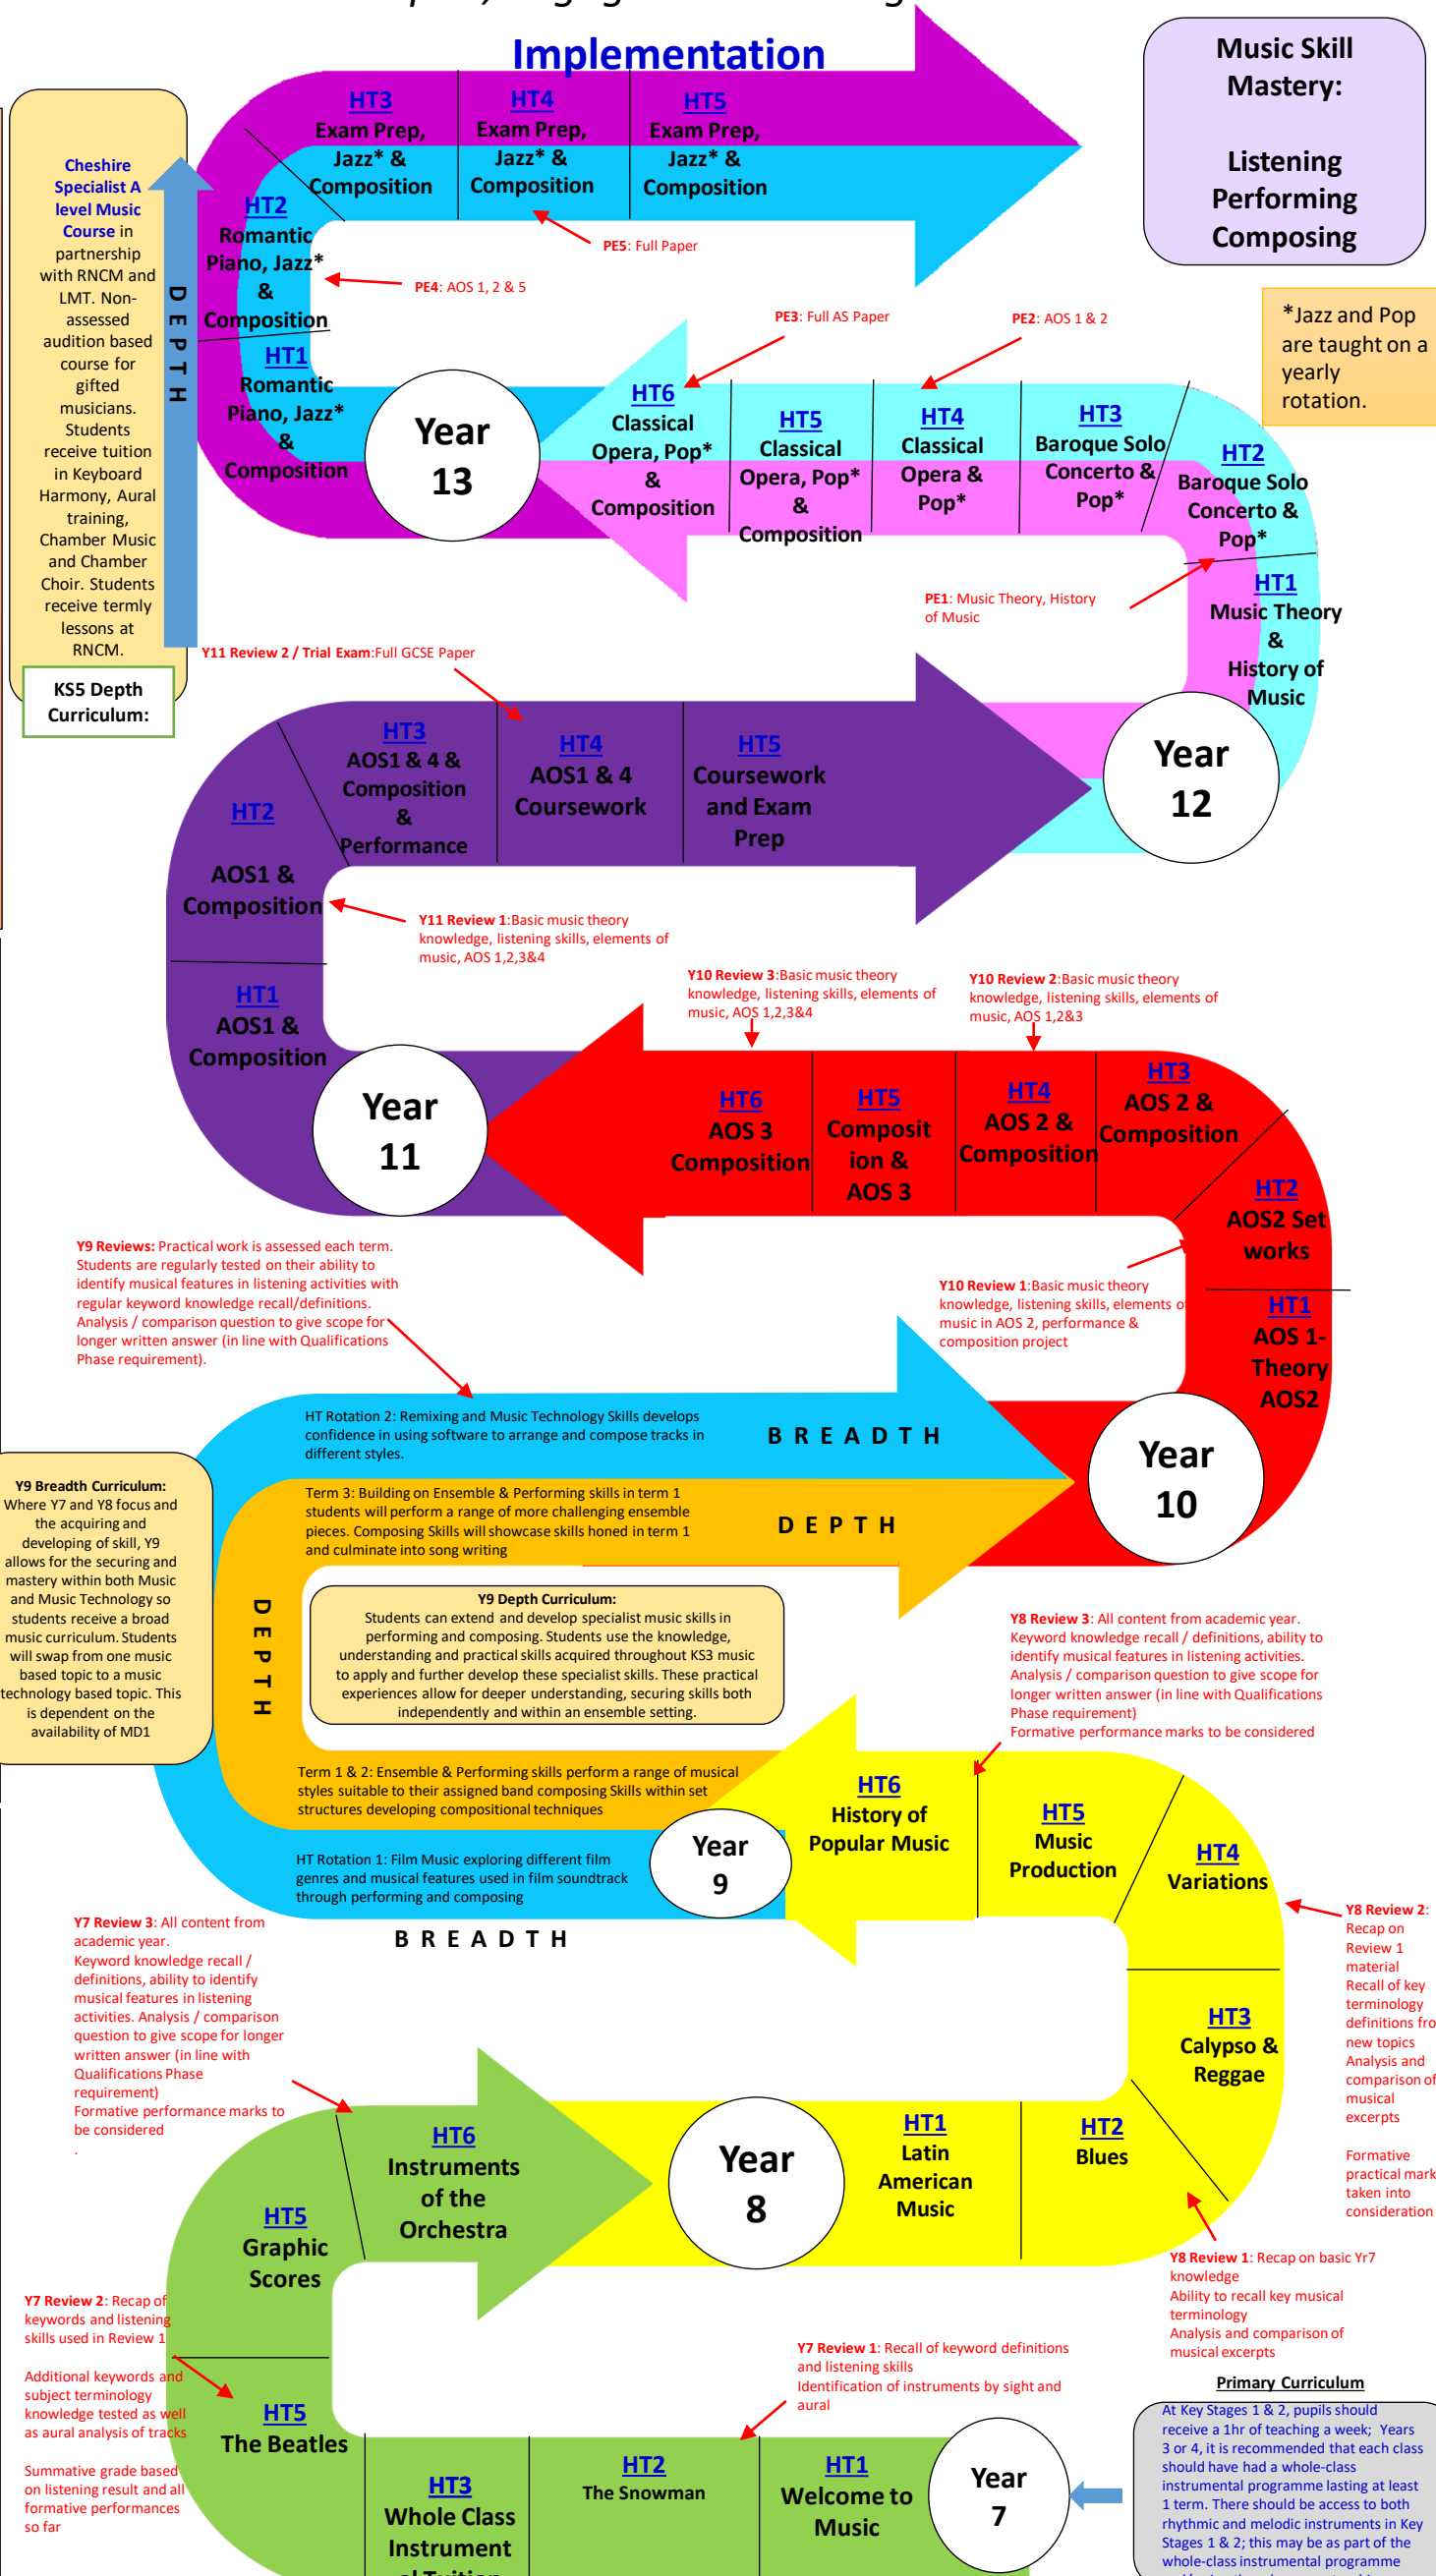 Implementation
Music Skill
Mastery:
Listening
Performing
Composing
*Jazz and Pop
are taught on a
yearly
rotation.
Cheshire
Specialist A
level Music
Course in
partnership
with RNCM and
LMT. Non-
assessed
audition based
course for
gifted
musicians.
Students
receive tuition
in Keyboard
Harmony, Aural
training,
Chamber Music
and Chamber
Choir. Students
receive termly
lessons at
RNCM.
KS5 Depth
Curriculum:
DEPTH
HT3
Exam Prep,
Jazz* &
Composition
HT4
Exam Prep,
Jazz* &
Composition
HT5
Exam Prep,
Jazz* &
Composition
HT2
Romantic
Piano, Jazz*
&
Composition
HT1
Romantic
Piano, Jazz*
&
Composition
PE5: Full Paper
PE4: AOS 1, 2 & 5
PE3: Full AS Paper
PE2: AOS 1 & 2
Year
13
HT6
Classical
Opera, Pop*
&
Composition
HT5
Classical
Opera, Pop*
&
Composition
HT4
Classical
Opera &
Pop*
HT3
Baroque Solo
Concerto &
Pop*
HT2
Baroque Solo
Concerto &
Pop*
HT1
Music Theory
&
History of
Music
PE1: Music Theory, History
of Music
Y11 Review 2 / Trial Exam:Full GCSE Paper
Year
12
HT3
AOS1 & 4 &
Composition
&
Performance
HT4
AOS1 & 4
Coursework
HT5
Coursework
and Exam
Prep
HT2
AOS1 &
Composition
HT1
AOS1 &
Composition
Y11 Review 1:Basic music theory
knowledge, listening skills, elements of
music, AOS 1,2,3&4
Y10 Review 3:Basic music theory
knowledge, listening skills, elements of
music, AOS 1,2,3&4
Y10 Review 2:Basic music theory
knowledge, listening skills, elements of
music, AOS 1,2&3
Year
11
HT6
AOS 3
Composition
HT5
Composit
ion &
AOS 3
HT4
AOS 2 &
Composition
HT3
AOS 2 &
Composition
HT2
AOS2 Set
works
HT1
AOS 1-
Theory
AOS2
Y10 Review 1:Basic music theory
knowledge, listening skills, elements of
music in AOS 2, performance &
composition project
Y9 Reviews: Practical work is assessed each term.
Students are regularly tested on their ability to
identify musical features in listening activities with
regular keyword knowledge recall/definitions.
Analysis / comparison question to give scope for
longer written answer (in line with Qualifications
Phase requirement).
Year
10
HT Rotation 2: Remixing and Music Technology Skills develops
confidence in using software to arrange and compose tracks in
different styles.
BREADTH
Term 3: Building on Ensemble & Performing skills in term 1
students will perform a range of more challenging ensemble
pieces. Composing Skills will showcase skills honed in term 1
and culminate into song writing
DEPTH
Y9 Breadth Curriculum:
Where Y7 and Y8 focus and
the acquiring and
developing of skill, Y9
allows for the securing and
mastery within both Music
and Music Technology so
students receive a broad
music curriculum. Students
will swap from one music
based topic to a music
technology based topic. This
is dependent on the
availability of MD1
DEPTH
Y9 Depth Curriculum:
Students can extend and develop specialist music skills in
performing and composing. Students use the knowledge,
understanding and practical skills acquired throughout KS3 music
to apply and further develop these specialist skills. These practical
experiences allow for deeper understanding, securing skills both
independently and within an ensemble setting.
Term 1 & 2: Ensemble & Performing skills perform a range of musical
styles suitable to their assigned band composing Skills within set
structures developing compositional techniques
HT Rotation 1: Film Music exploring different film
genres and musical features used in film soundtrack
through performing and composing
BREADTH
Year
9
Y8 Review 3: All content from academic year.
Keyword knowledge recall / definitions, ability to
identify musical features in listening activities.
Analysis / comparison question to give scope for
longer written answer (in line with Qualifications
Phase requirement)
Formative performance marks to be considered
HT6
History of
Popular Music
HT5
Music
Production
HT4
Variations
HT3
Calypso &
Reggae
HT2
Blues
HT1
Latin
American
Music
Y8 Review 2:
Recap on
Review 1
material
Recall of key
terminology
definitions fro
new topics
Analysis and
comparison of
musical
excerpts
Formative
practical mark
taken into
consideration
Y8 Review 1: Recap on basic Yr7
knowledge
Ability to recall key musical
terminology
Analysis and comparison of
musical excerpts
Year
8
Y7 Review 3: All content from
academic year.
Keyword knowledge recall /
definitions, ability to identify
musical features in listening
activities. Analysis / comparison
question to give scope for longer
written answer (in line with
Qualifications Phase
requirement)
Formative performance marks to
be considered
.
HT6
Instruments
of the
Orchestra
HT5
Graphic
Scores
Y7 Review 2: Recap of
keywords and listening
skills used in Review 1
Additional keywords and
subject terminology
knowledge tested as well
as aural analysis of tracks
Summative grade based
on listening result and all
formative performances
so far
HT5
The Beatles
HT3
Whole Class
Instrument
HT2
The Snowman
HT1
Welcome to
Music
Y7 Review 1: Recall of keyword definitions
and listening skills
Identification of instruments by sight and
aural
Year
7
Primary Curriculum
At Key Stages 1 & 2, pupils should
receive a 1hr of teaching a week; Years
3 or 4, it is recommended that each class
should have had a whole-class
instrumental programme lasting at least
1 term. There should be access to both
rhythmic and melodic instruments in Key
Stages 1 & 2; this may be as part of the
whole-class instrumental programme